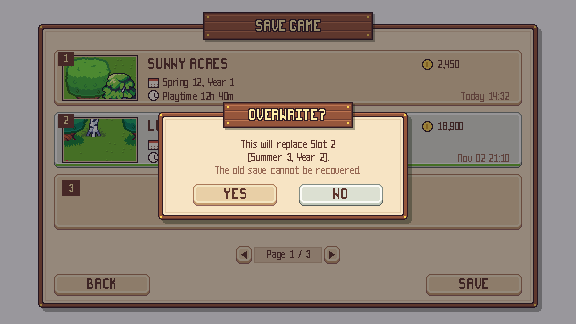 SAVE GAME
1
SUNNY ACRES
2,450
Spring 12, Year 1
Playtime 12h 40m
Today 14:32
2
18,900
Nov 02 21:10
OVERWRITE?
This will replace Slot 2
(Summer 3, Year 2).
The old save cannot be recovered.
YES
NO
3
Page 1 / 3
BACK
SAVE